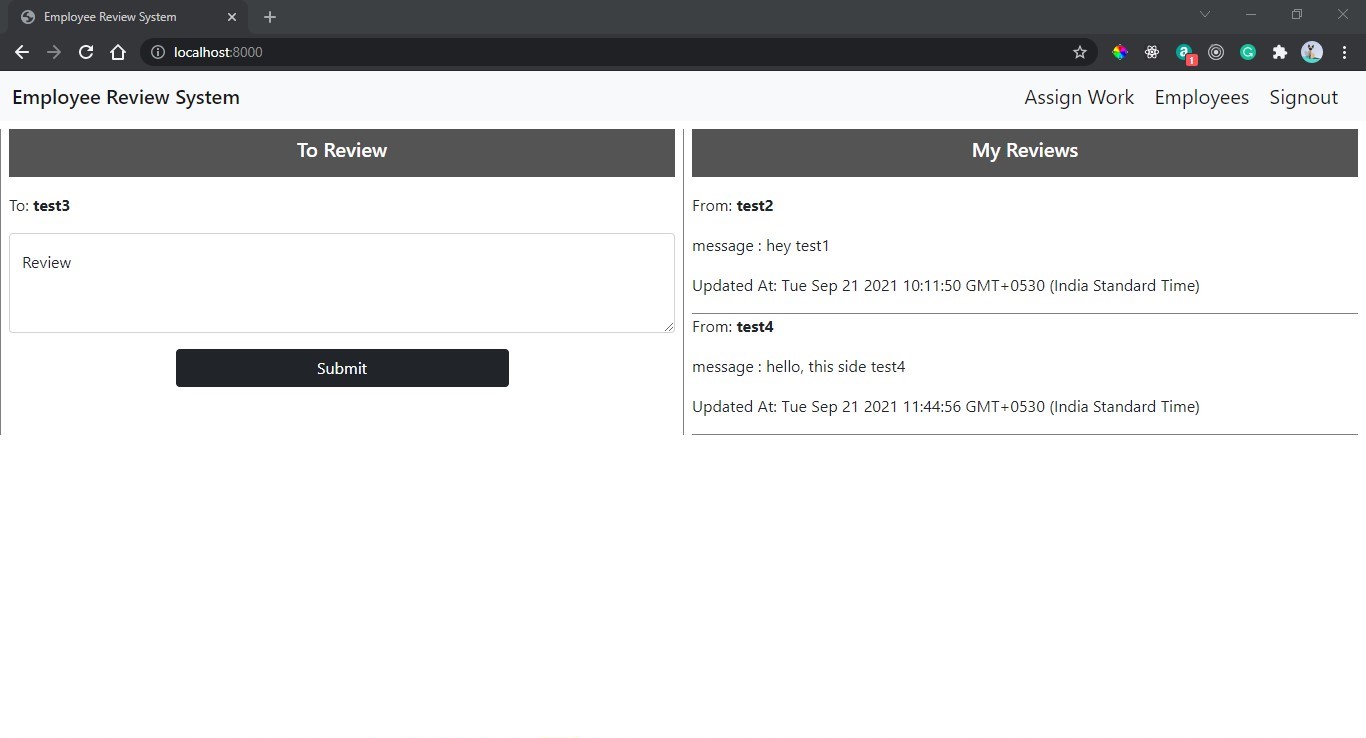 Employee Review System
localhost:8000
1
Employee Review System
Assign Work Employees Signout
To Review
To: test3
Review
Submit
My Reviews
From: test2
message : hey test1
Updated At: Tue Sep 21 2021 10:11:50 GMT+0530 (India Standard Time)
From: test4
message : hello, this side test4
Updated At: Tue Sep 21 2021 11:44:56 GMT+0530 (India Standard Time)